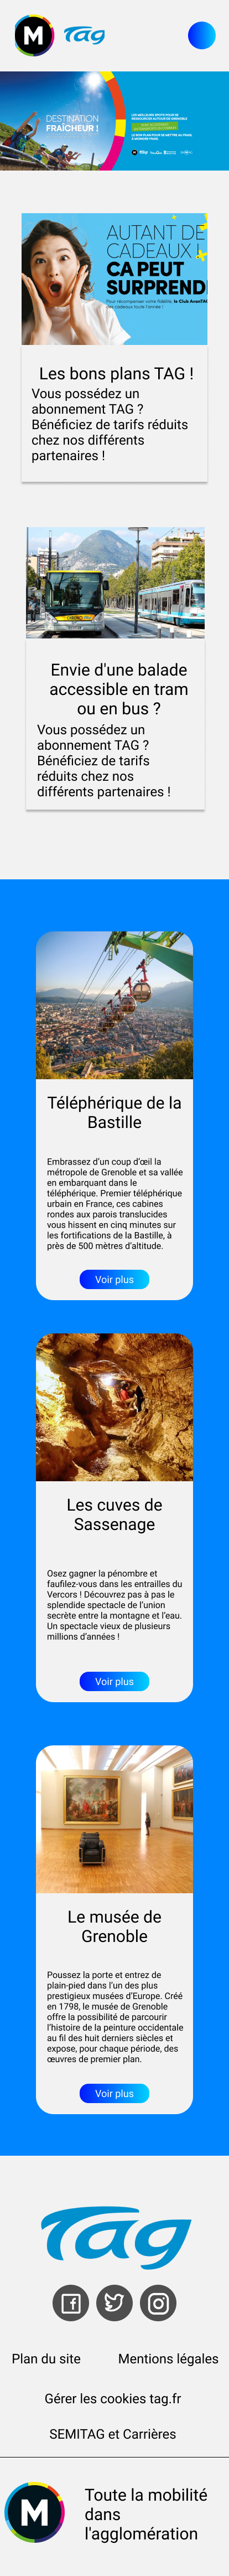 M Tag
DESTINATION
FRAÎCHEUR !
AUTANT DE
CADEAUX
CA PEUT
SURPREND
Les bons plans TAG !
Vous possédez un
abonnement TAG ?
Bénéficiez de tarifs réduits
chez nos différents
partenaires !
Envie d'une balade
accessible en tram
ou en bus ?
Vous possédez un
abonnement TAG ?
Bénéficiez de tarifs
réduits chez nos
différents partenaires !
Téléphérique de la
Bastille
Embrassez d'un coup d'œil la
métropole de Grenoble et sa vallée
en embarquant dans le
téléphérique. Premier téléphérique
urbain en France, ces cabines
rondes aux parois translucides
vous hissent en cinq minutes sur
les fortifications de la Bastille, à
près de 500 mètres d'altitude.
Voir plus
Les cuves de
Sassenage
Osez gagner la pénombre et
faufilez-vous dans les entrailles du
Vercors ! Découvrez pas à pas le
splendide spectacle de l'union
secrète entre la montagne et l'eau.
Un spectacle vieux de plusieurs
millions d'années !
Voir plus
Le musée de
Grenoble
Poussez la porte et entrez de
plain-pied dans l'un des plus
prestigieux musées d'Europe. Créé
en 1798, le musée de Grenoble
offre la possibilité de parcourir
l'histoire de la peinture occidentale
au fil des huit derniers siècles et
expose, pour chaque période, des
œuvres de premier plan.
Voir plus
Tag
Plan du site Mentions légales
Gérer les cookies tag.fr
SEMITAG et Carrières
M
Toute la mobilité
dans
l'agglomération